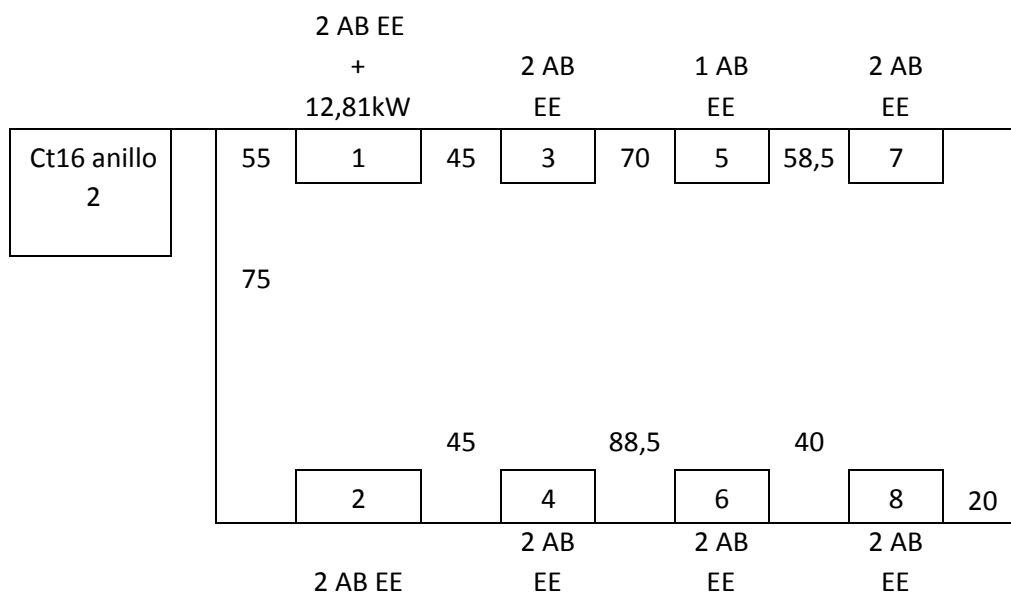 2 AB EE
+
12,81kW
2 AB
EE
1 AB
EE
2 AB
EE
Ct16 anillo
2
55
1
45
3
70
5
58,5
7
75
45
88,5
40
2
4
6
8
20
2 AB EE
2 AB
EE
2 AB
EE
2 AB
EE